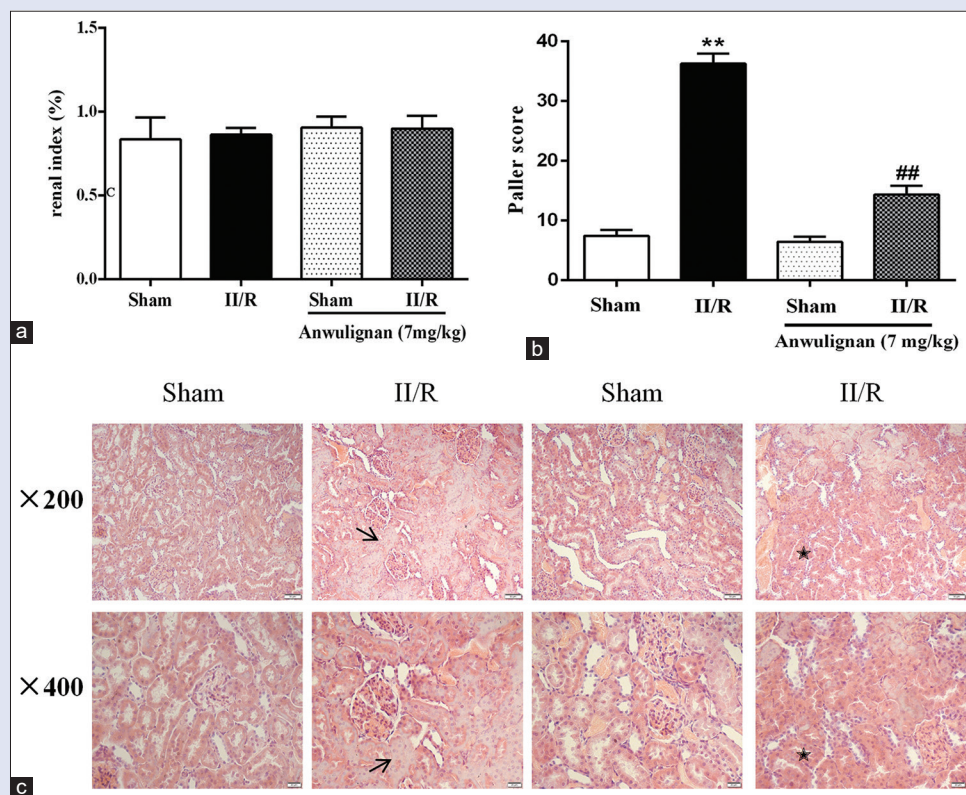 1.5
1.0
0.5
0.0
renal index (%)
C
Sham
II/R
Sham
II/R
Anwulignan (7mg/kg)
a
40
30
20
10
0
Paller score
**
##
Sham
II/R
Sham
II/R
Anwulignan (7 mg/kg)
b
Sham
II/R
Sham
II/R
×200
×400
c